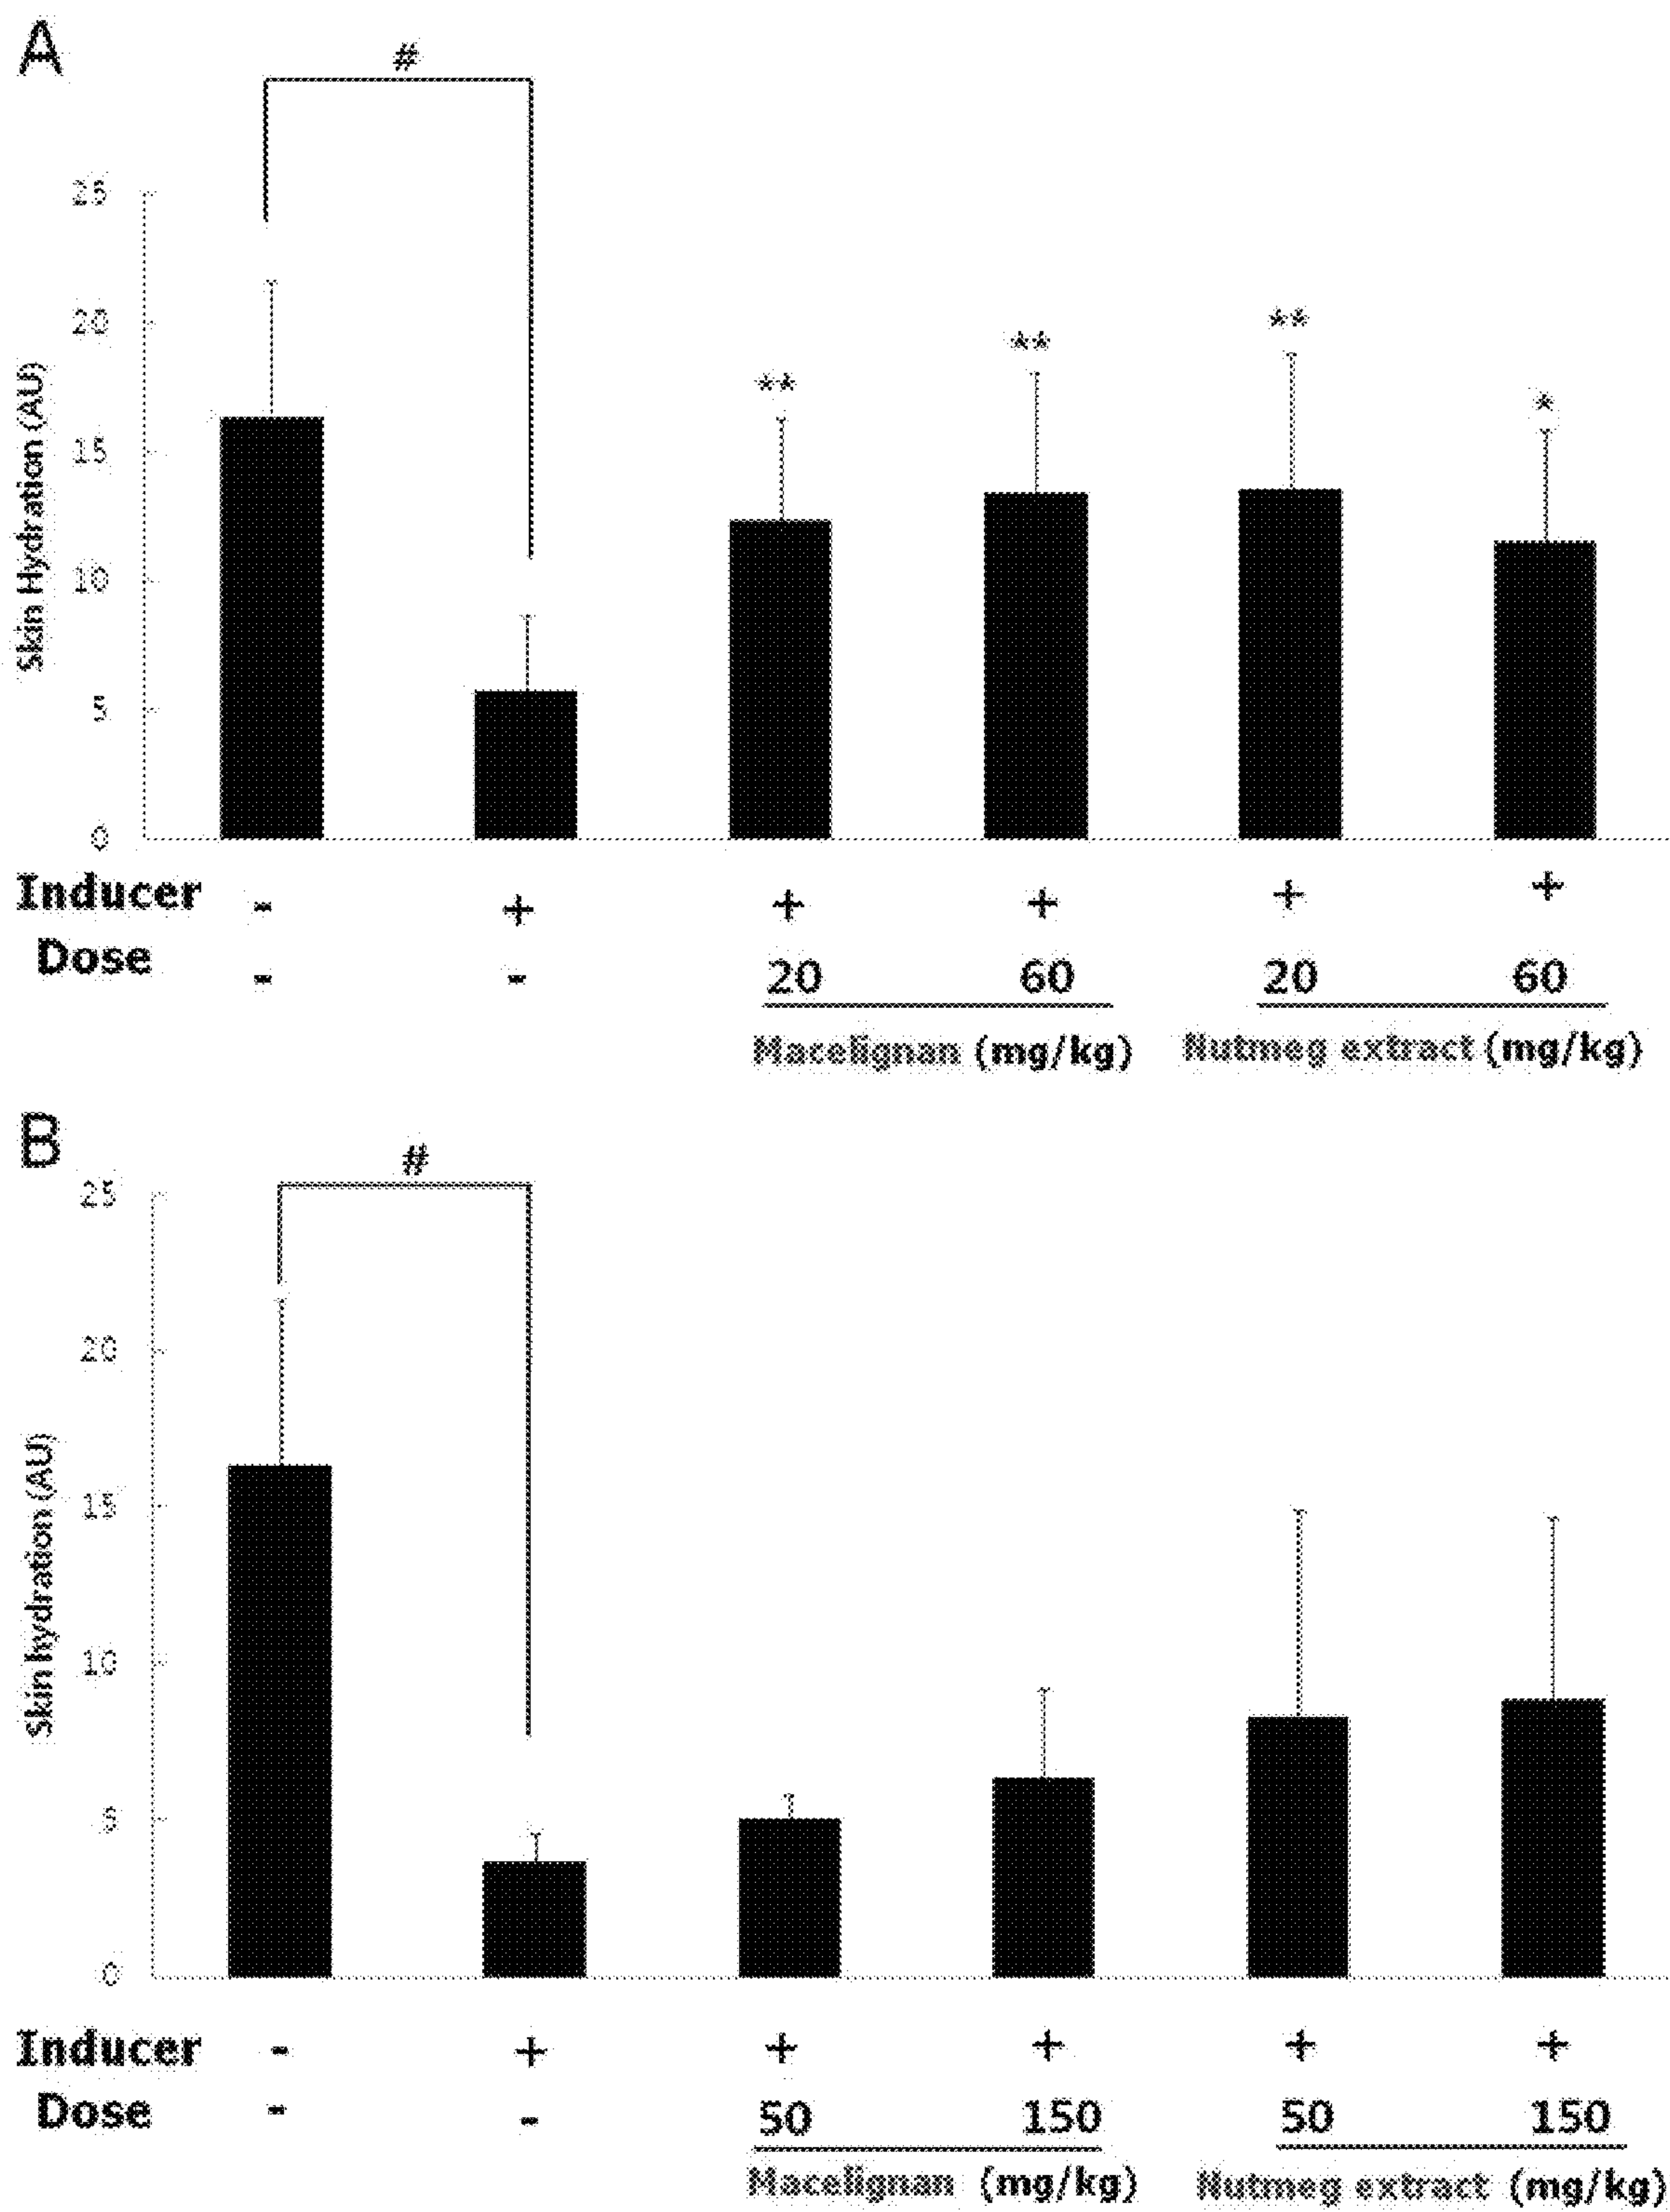 A
#
25
20
15
10
5
0
Skin Hydration (AU)
** ** ** *
Inducer - + + + + +
Dose - - 20 60 20 60
Macelignan (mg/kg) Nutmeg extract (mg/kg)
B
#
25
20
15
10
5
0
Skin hydration (AU)
Inducer - + + + + +
Dose - - 50 150 50 150
Macelignan (mg/kg) Nutmeg extract (mg/kg)